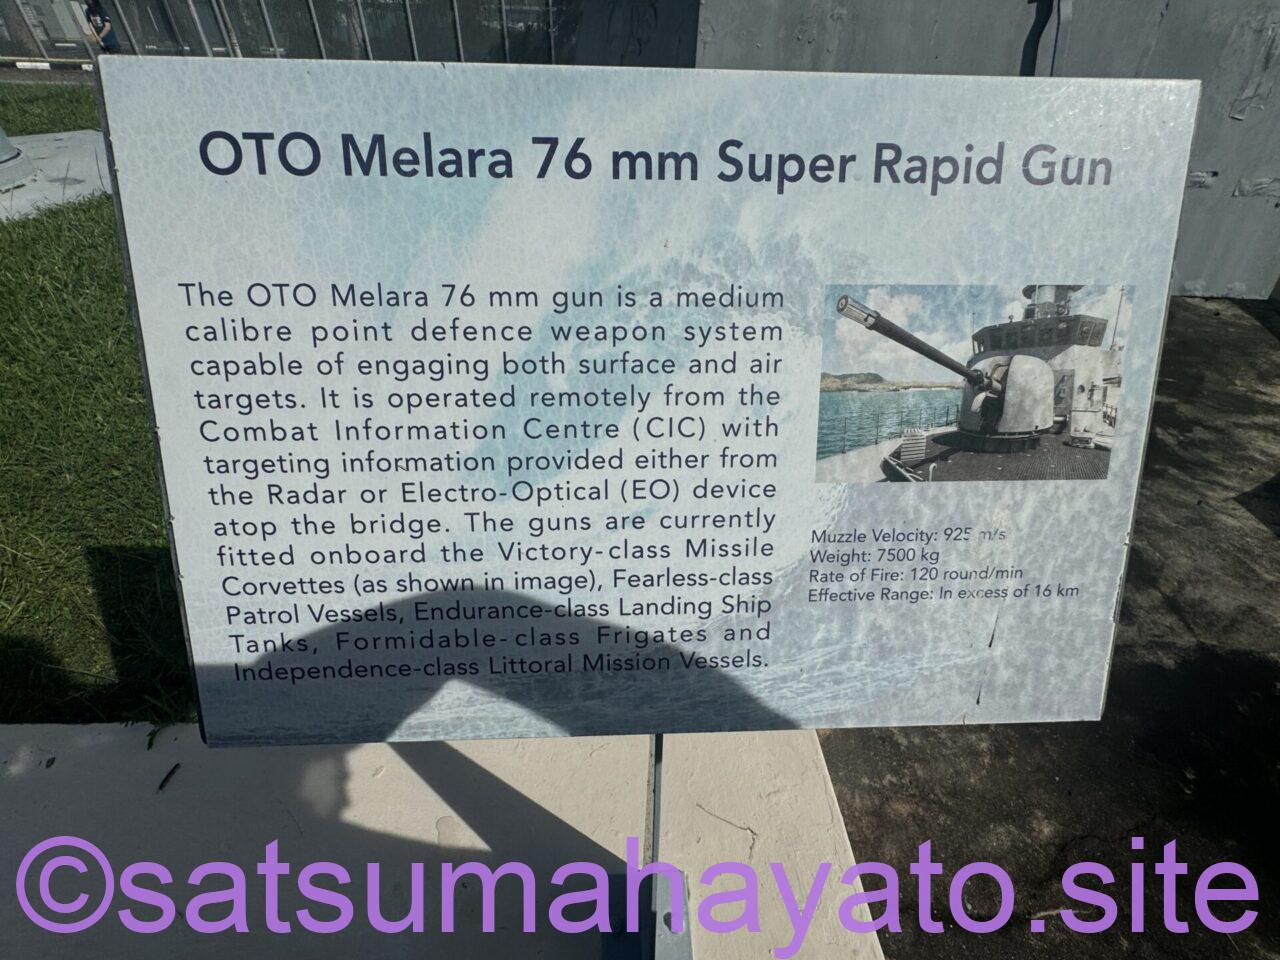 OTO Melara 76 mm Super Rapid Gun
The OTO Melara 76 mm gun is a medium
calibre point defence weapon system
capable of engaging both surface and air
targets. It is operated remotely from the
Combat Information Centre (CIC) with
targeting information provided either from
the Radar or Electro-Optical (EO) device
atop the bridge. The guns are currently
fitted onboard the Victory-class Missile
Corvettes (as shown in image), Fearless-class
Patrol Vessels, Endurance-class Landing Ship
Tanks, Formidable-class Frigates and
Independence-class Littoral Mission Vessels.
Muzzle Velocity: 925 m/s
Weight: 7500 kg
Rate of Fire: 120 round/min
Effective Range: In excess of 16 km
©satsumahayato.site